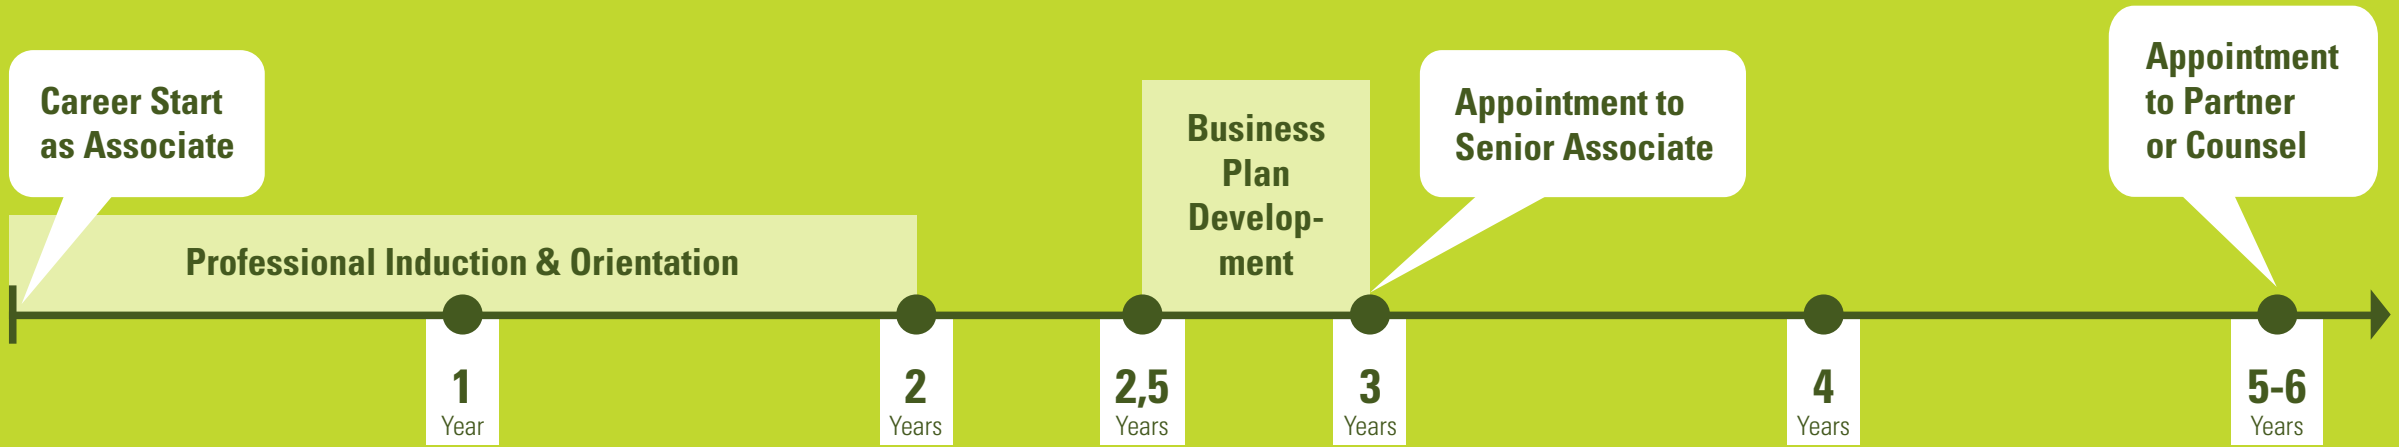 Career Start
as Associate
Professional Induction & Orientation
Business
Plan
Develop-
ment
Appointment to
Senior Associate
Appointment
to Partner
or Counsel
1
Year
2
Years
2,5
Years
3
Years
4
Years
5-6
Years